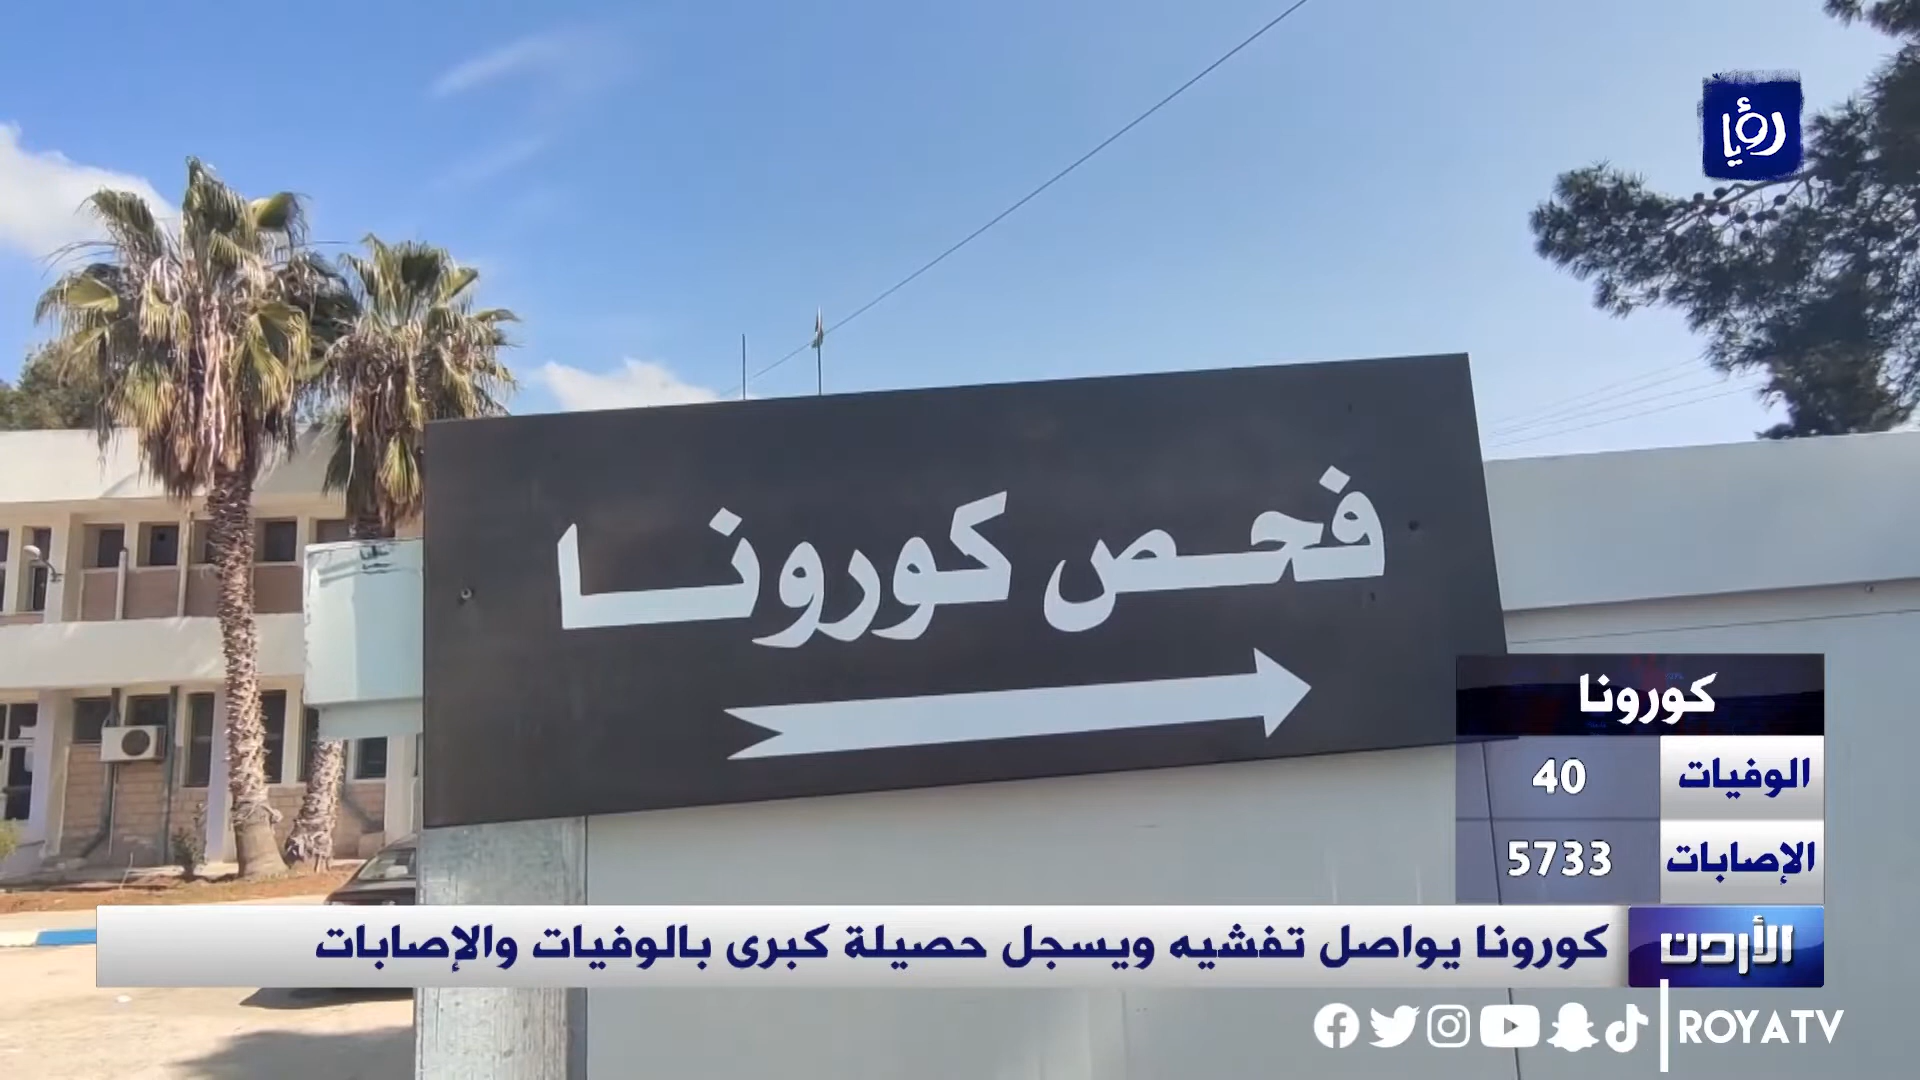 رؤيا
فحص كورونا
كورونا
الوفيات 40
الإصابات 5733
الأردن
كورونا يواصل تفشيه ويسجل حصيلة كبرى بالوفيات والإصابات
ROYATV